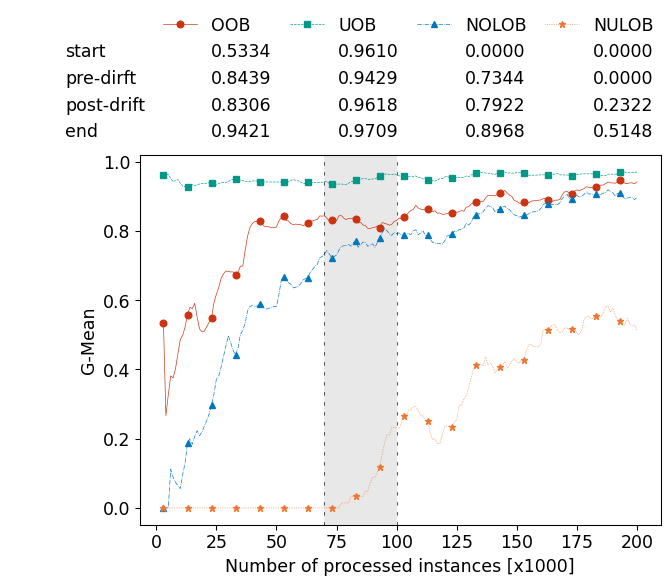 OOB UOB NOLOB NULOB
start 0.5334 0.9610 0.0000 0.0000
pre-dirft 0.8439 0.9429 0.7344 0.0000
post-drift 0.8306 0.9618 0.7922 0.2322
end 0.9421 0.9709 0.8968 0.5148
1.0
0.8
0.6
0.4
0.2
0.0
G-Mean
0 25 50 75 100 125 150 175 200
Number of processed instances [x1000]